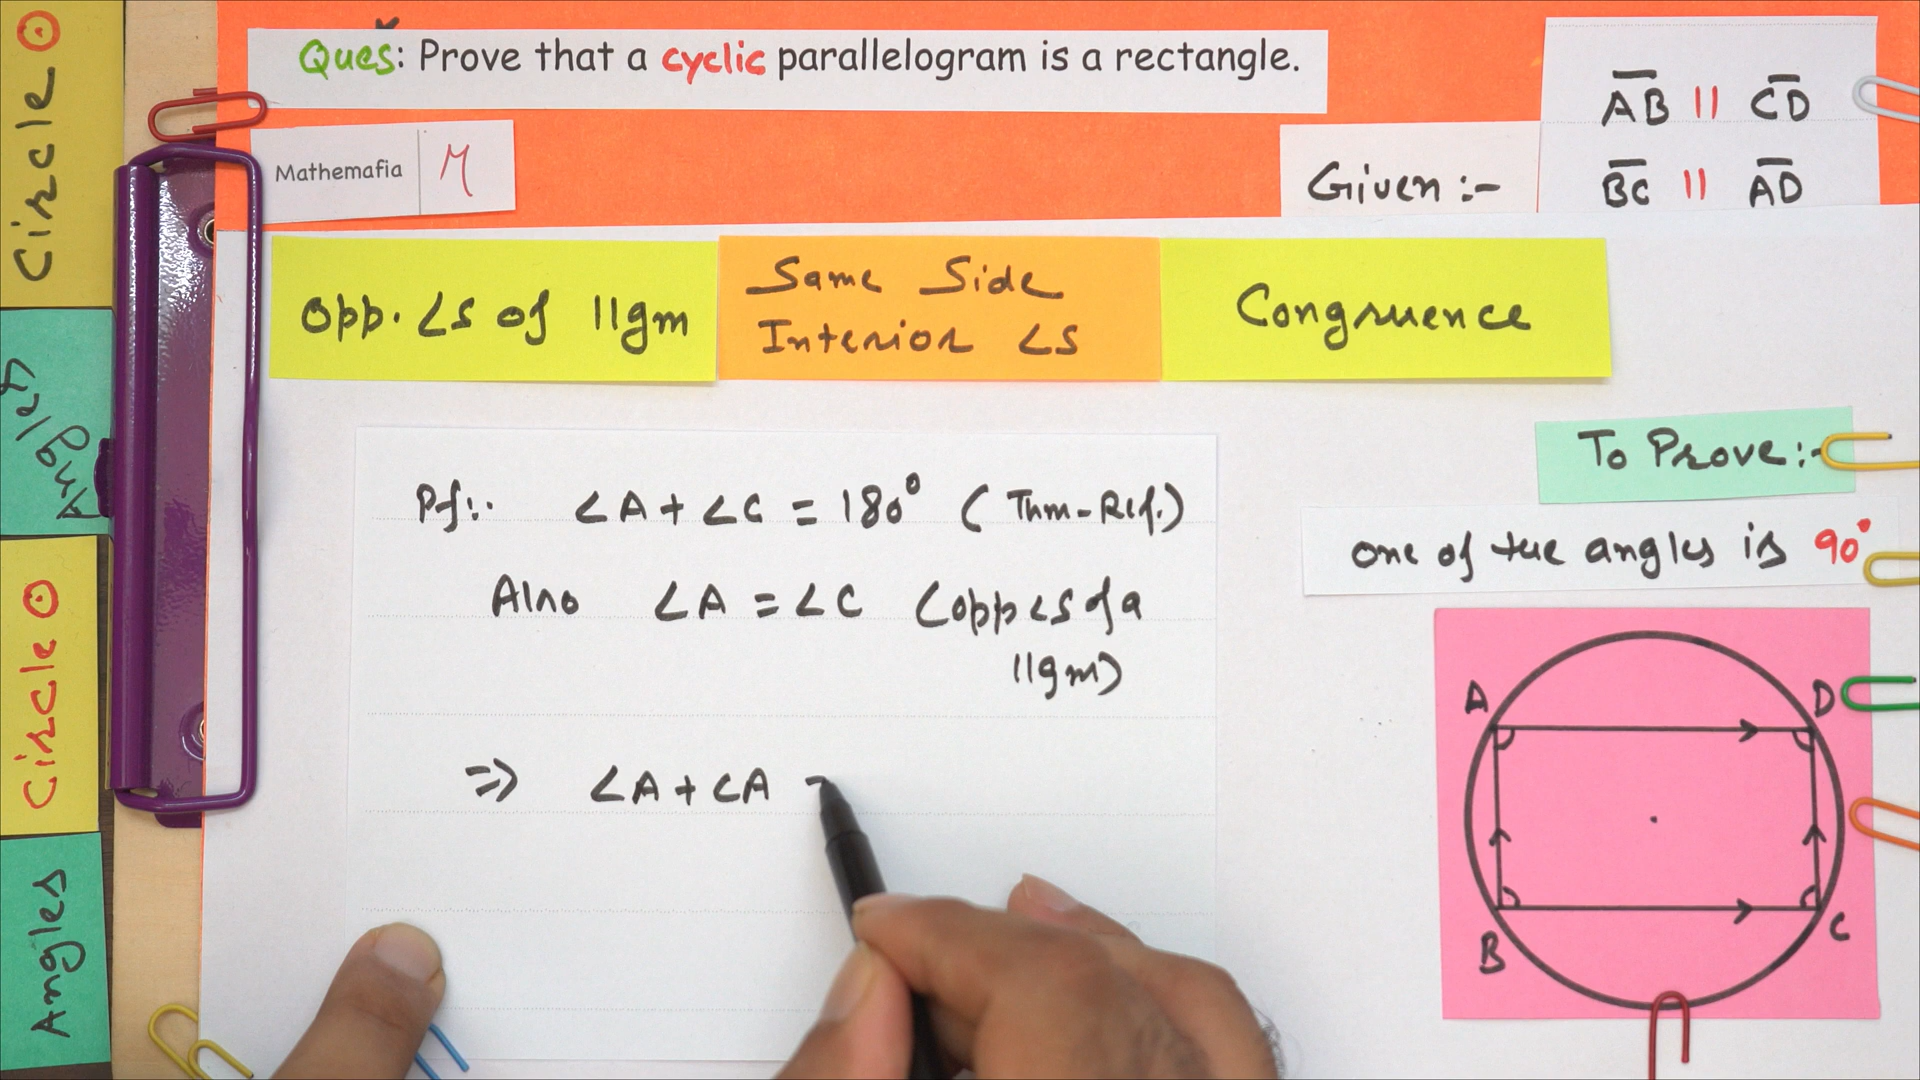 Ques: Prove that a cyclic parallelogram is a rectangle.
Mathemafia M
Given :-
AB || CD
BC || AD
Opp. ∠s of ||gm
Same Side
Interior ∠s
Congruence
Pf:- ∠A + ∠C = 180° (Thm-Ref.)
Also ∠A = ∠C (opp ∠s of a
||gm)
⇒ ∠A + ∠A =
To Prove:-
one of the angles is 90°
A
D
B
C
Circle
Angles
Circle
Angles